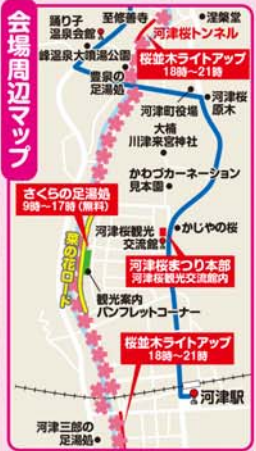 会場周辺マップ
踊り子
温泉会館
至修善寺
涅槃堂
河津桜トンネル
峰温泉大噴湯公園
桜並木ライトアップ
18時〜21時
豊泉の
足湯処
河津町役場
河津桜
原木
大楠
川津来宮神社
かわづカーネーション
見本園
さくらの足湯処
9時〜17時(無料)
河津桜観光
交流館
かじやの桜
菜の花ロード
河津桜まつり本部
河津桜観光交流館内
観光案内
パンフレットコーナー
桜並木ライトアップ
18時〜21時
河津駅
河津三郎の
足湯処